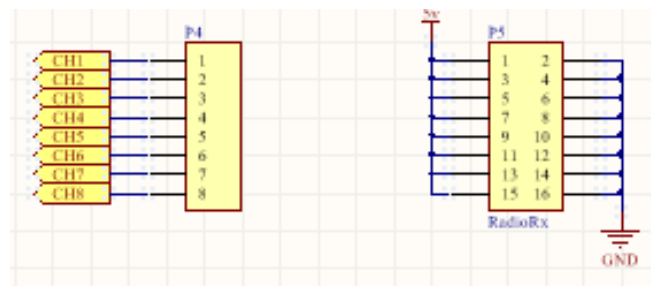 5v
P4
P5
CH1 1
CH2 2
CH3 3
CH4 4
CH5 5
CH6 6
CH7 7
CH8 8
1 2
3 4
5 6
7 8
9 10
11 12
13 14
15 16
RadioRx
GND